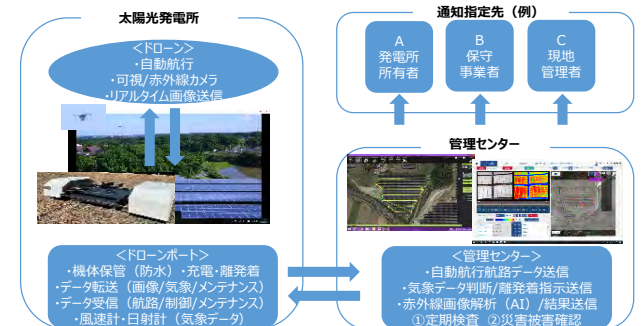 太陽光発電所
＜ドローン＞
・自動航行
・可視/赤外線カメラ
・リアルタイム画像送信
＜ドローンポート＞
・機体保管（防水）・充電・離発着
・データ転送（画像/気象/メンテナンス）
・データ受信（航路/制御/メンテナンス）
・風速計・日射計（気象データ）
通知指定先（例）
A
発電所
所有者
B
保守
事業者
C
現地
管理者
管理センター
＜管理センター＞
・自動航行航路データ送信
・気象データ判断/離発着指示送信
・赤外線画像解析（AI）/結果送信
①定期検査 ②災害被害確認